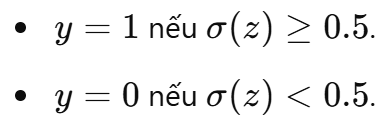 • y = 1 nếu σ(z) ≥ 0.5.
• y = 0 nếu σ(z) < 0.5.